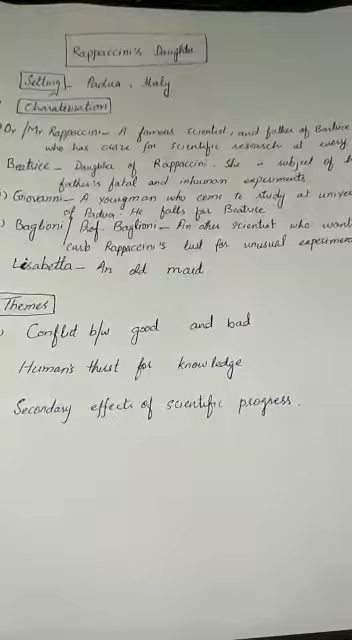 Rappaccini's Daughter
Setting - Padua, Italy
Characterization
Dr/Mr Rappaccini - A famous scientist, and father of Beatrice
who has craze for scientific research at every
Beatrice - Daughter of Rappaccini. She is subject of
father's fatal and inhuman experiments
Giovanni - A youngman who come to study at univer
of Padua. He falls for Beatrice
Baglioni/Prof. Baglioni - An other scientist who want
curb Rappaccini's lust for unusual experimen
Lisabetta - An old maid.
Themes
Conflict b/w good and bad
Human's thust for knowledge
Secondary effects of scientific progress.